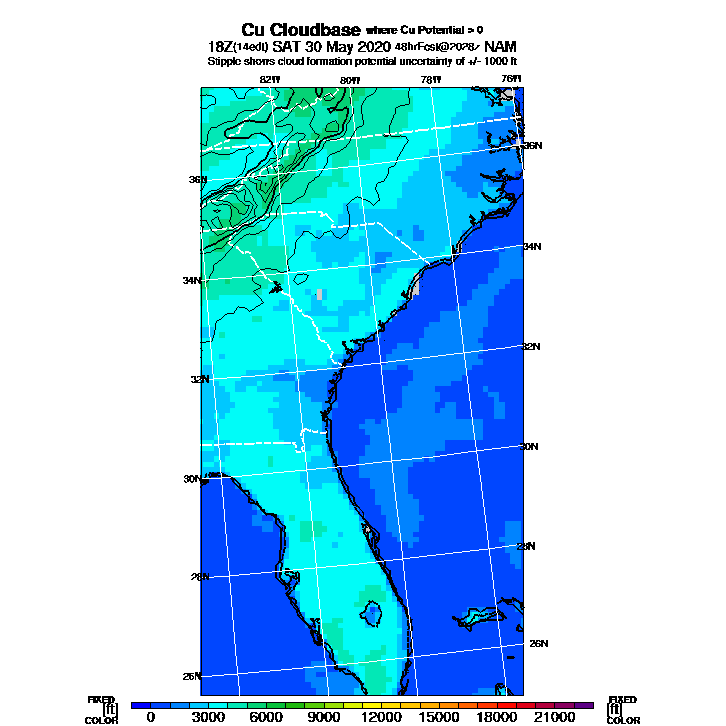 Cu Cloudbase where Cu Potential > 0
18Z(14edt) SAT 30 May 2020 48hrFcst@2028z NAM
Stipple shows cloud formation potential uncertainty of +/- 1000 ft
82W 80W 78W 76W
36N
36N
34N
34N
32N
32N
30N
30N
28N
28N
26N
26N
FIXED FIXED
[ft] [ft]
COLOR 0 3000 6000 9000 12000 15000 18000 21000 COLOR